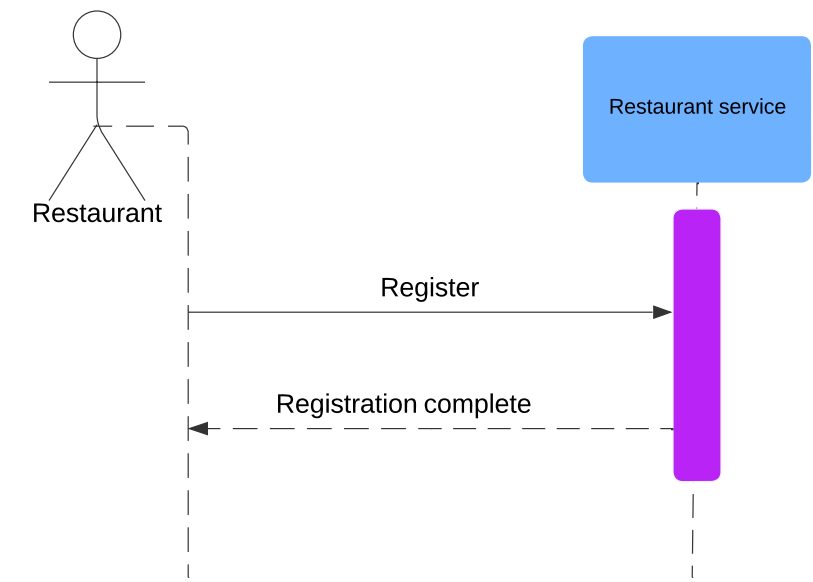 Restaurant service
Restaurant
Register
Registration complete